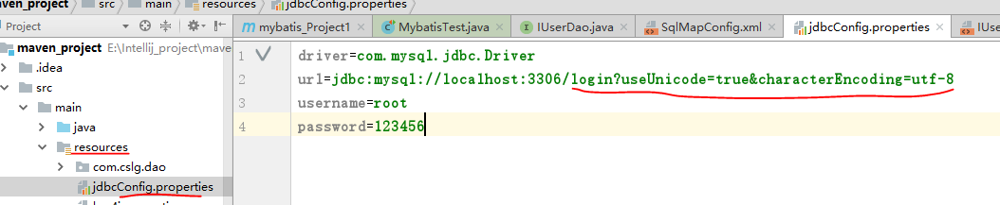 maven_project
src
main
resources
jdbcConfig.properties
Project
mybatis_Project1
MybatisTest.java
IUserDao.java
SqlMapConfig.xml
jdbcConfig.properties
maven_project E:\Intellij_project\mave
.idea
src
main
java
resources
com.cslg.dao
jdbcConfig.properties
1 driver=com.mysql.jdbc.Driver
2 url=jdbc:mysql://localhost:3306/login?useUnicode=true&characterEncoding=utf-8
3 username=root
4 password=123456